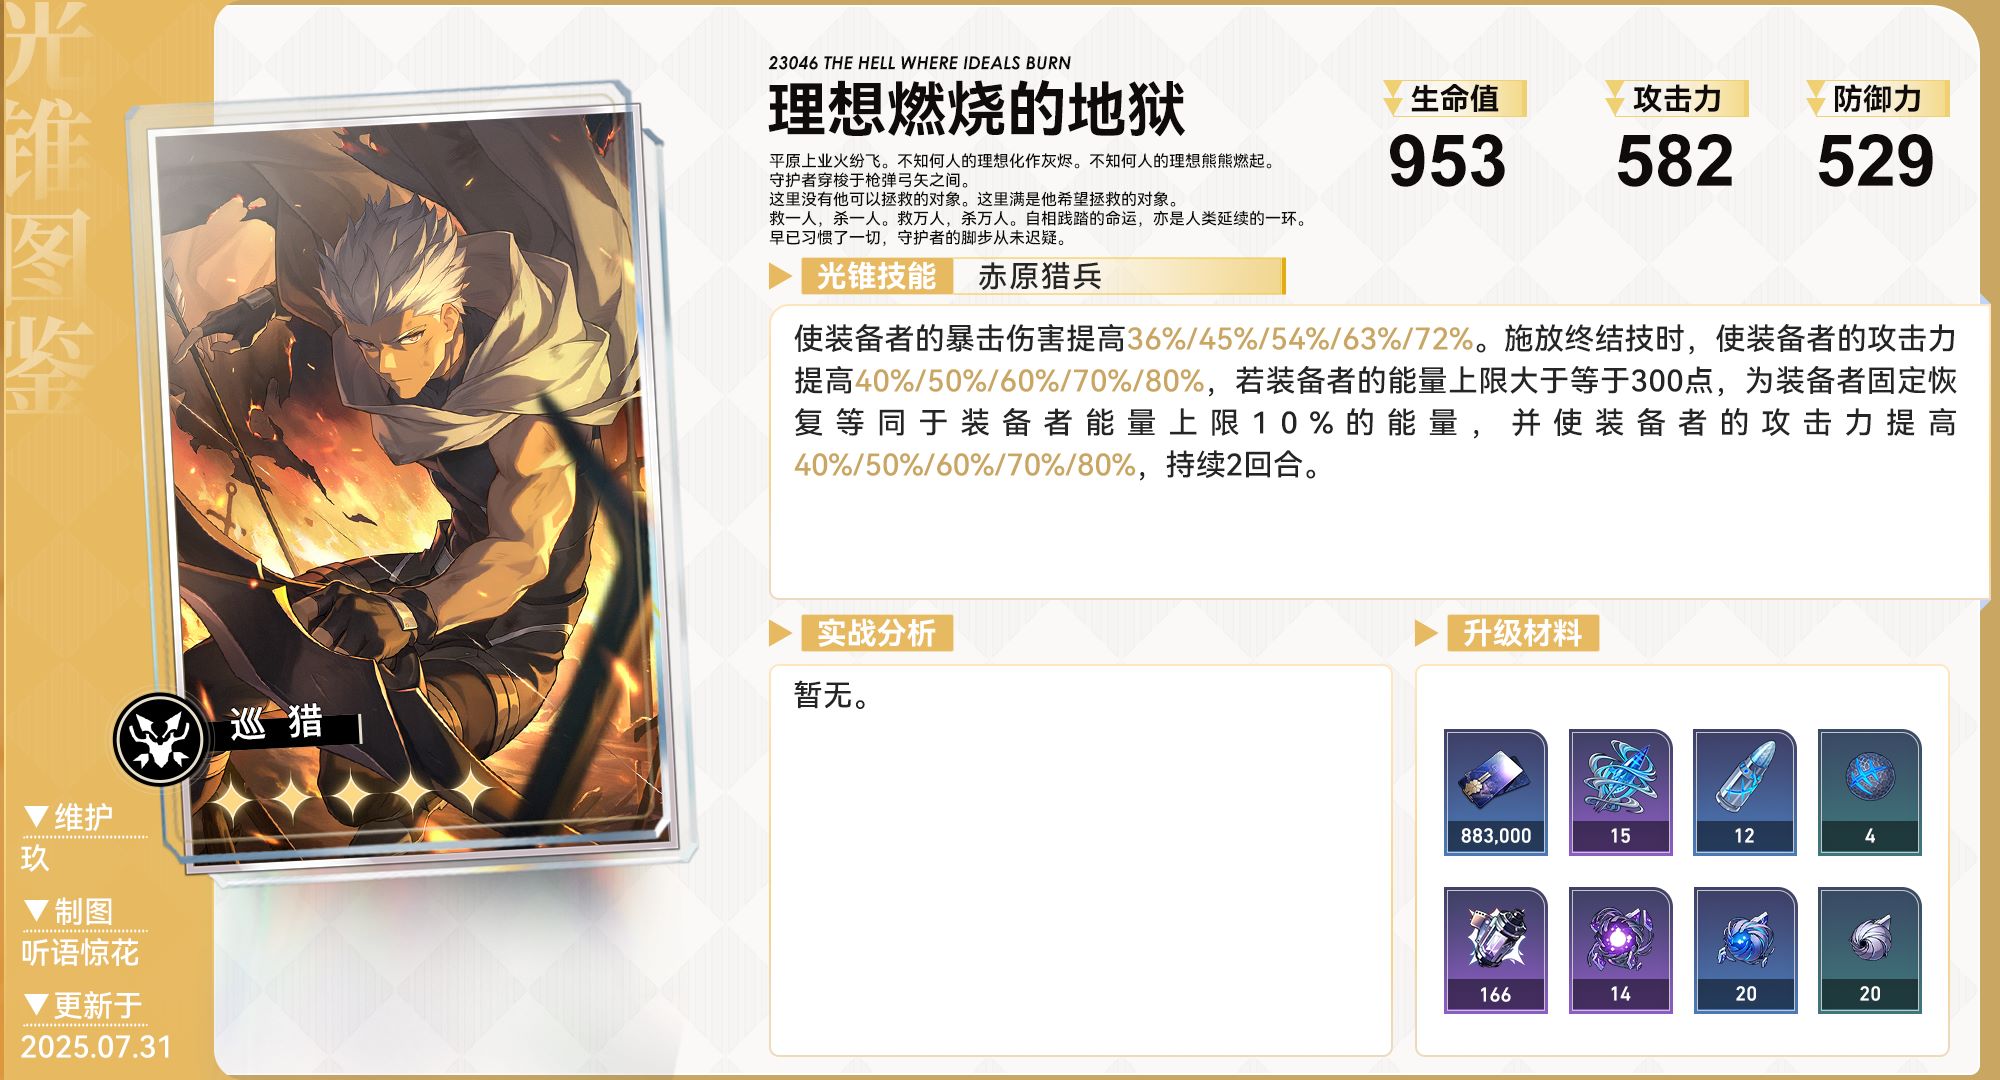 光锥图鉴
23046 THE HELL WHERE IDEALS BURN
理想燃烧的地狱
平原上业火纷飞。不知何人的理想化作灰烬。不知何人的理想熊熊燃起。
守护者穿梭于枪弹弓矢之间。
这里没有他可以拯救的对象。这里满是他希望拯救的对象。
救一人，杀一人。救万人，杀万人。自相践踏的命运，亦是人类延续的一环。
早已习惯了一切，守护者的脚步从未迟疑。
生命值
953
攻击力
582
防御力
529
光锥技能 赤原猎兵
使装备者的暴击伤害提高36%/45%/54%/63%/72%。施放终结技时，使装备者的攻击力
提高40%/50%/60%/70%/80%，若装备者的能量上限大于等于300点，为装备者固定恢
复等同于装备者能量上限10%的能量，并使装备者的攻击力提高
40%/50%/60%/70%/80%，持续2回合。
巡猎
实战分析
暂无。
升级材料
883,000
15
12
4
166
14
20
20
▼维护
玖
▼制图
听语惊花
▼更新于
2025.07.31